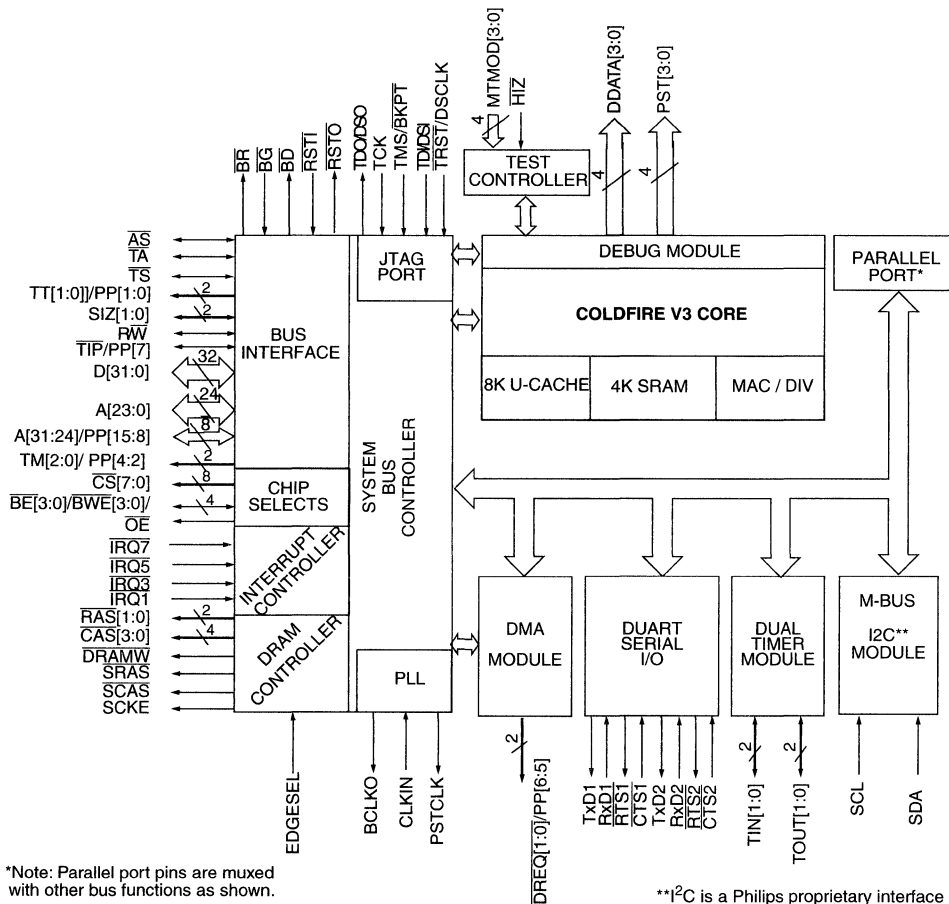 MTMOD[3:0]
HIZ
DDATA[3:0]
PST[3:0]
4
4
4
BR
BG
BD
RSTI
RSTO
TDO/DSO
TCK
TMS/BKPT
TDI/DSI
TRST/DSCLK
TEST
CONTROLLER
AS
TA
TS
TT[1:0]]/PP[1:0]
2
SIZ[1:0]
2
R/W
TIP/PP[7]
D[31:0]
32
A[23:0]
24
A[31:24]/PP[15:8]
8
TM[2:0]/ PP[4:2]
2
CS[7:0]
8
BE[3:0]/BWE[3:0]/
4
OE
IRQ7
IRQ5
IRQ3
IRQ1
RAS[1:0]
2
CAS[3:0]
4
DRAMW
SRAS
SCAS
SCKE
BUS
INTERFACE
CHIP
SELECTS
INTERRUPT
CONTROLLER
DRAM
CONTROLLER
JTAG
PORT
SYSTEM
BUS
CONTROLLER
PLL
DEBUG MODULE
COLDFIRE V3 CORE
8K U-CACHE
4K SRAM
MAC / DIV
PARALLEL
PORT*
DMA
MODULE
DUART
SERIAL
I/O
DUAL
TIMER
MODULE
M-BUS
I2C**
MODULE
EDGESEL
BCLKO
CLKIN
PSTCLK
2
DREQ[1:0]/PP[6:5]
TxD1
RxD1
RTS1
CTS1
TxD2
RxD2
RTS2
CTS2
2
TIN[1:0]
2
TOUT[1:0]
SCL
SDA
*Note: Parallel port pins are muxed
with other bus functions as shown.
**I²C is a Philips proprietary interface